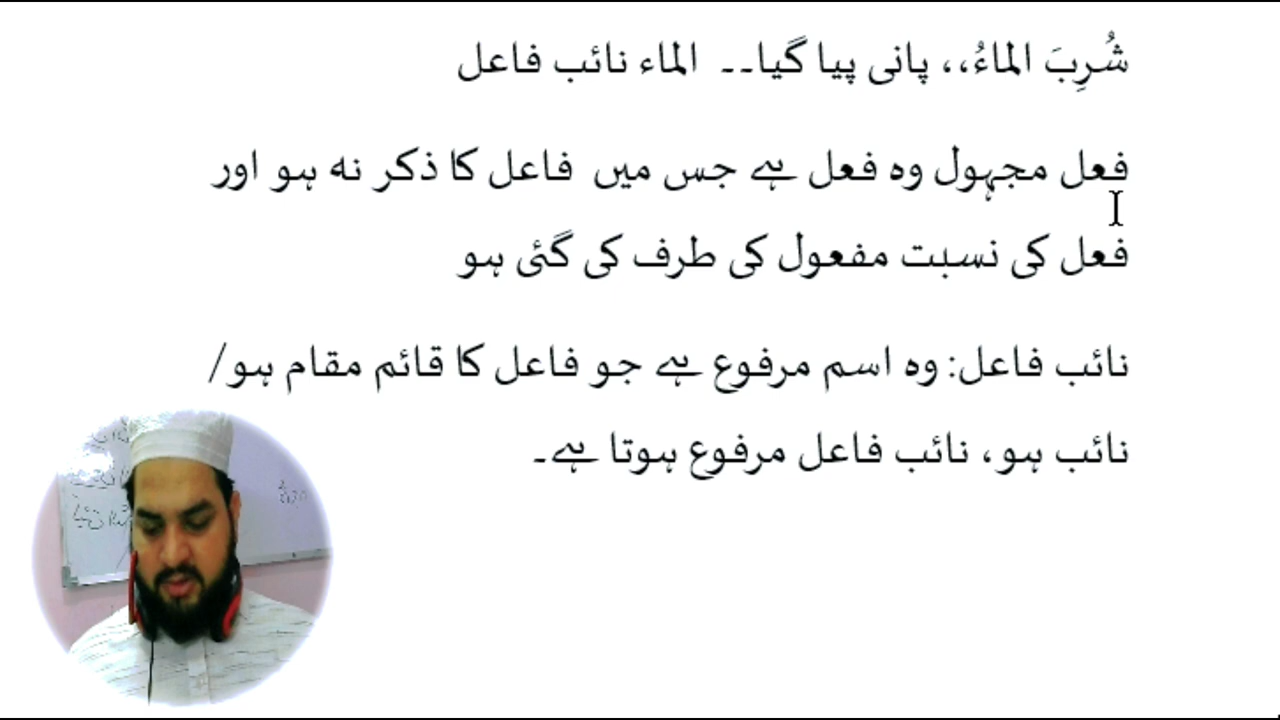 شُرِبَ الماءُ،، پانی پیا گیا۔۔ الماء نائب فاعل
فعل مجہول وہ فعل ہے جس میں فاعل کا ذکر نہ ہو اور
فعل کی نسبت مفعول کی طرف کی گئی ہو
نائب فاعل: وہ اسم مرفوع ہے جو فاعل کا قائم مقام ہو/
نائب ہو، نائب فاعل مرفوع ہوتا ہے۔